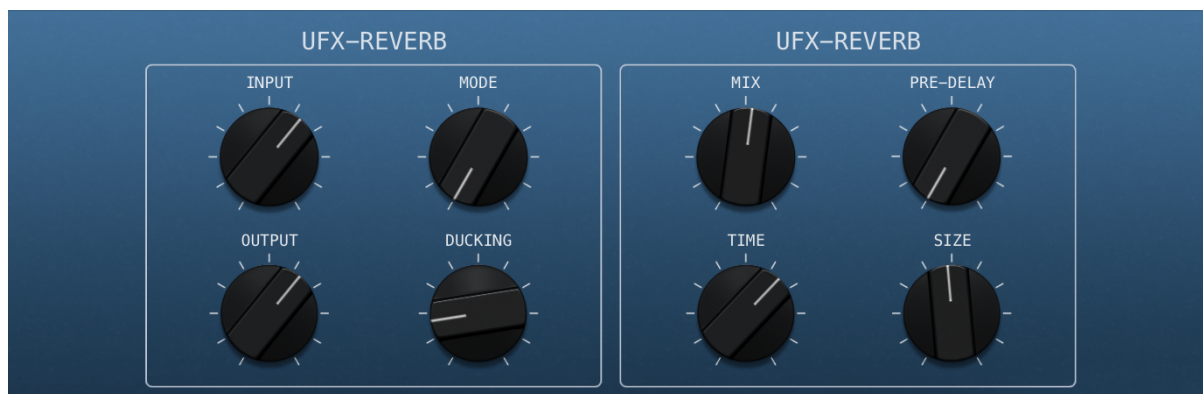 UFX-REVERB
INPUT
MODE
OUTPUT
DUCKING
UFX-REVERB
MIX
PRE-DELAY
TIME
SIZE